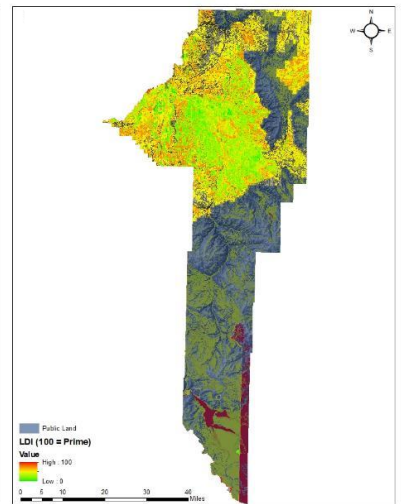 N
W E
S
Public Land
LDI (100 = Prime)
Value
High : 100
Low : 0
0 5 10 20 30 40
Miles